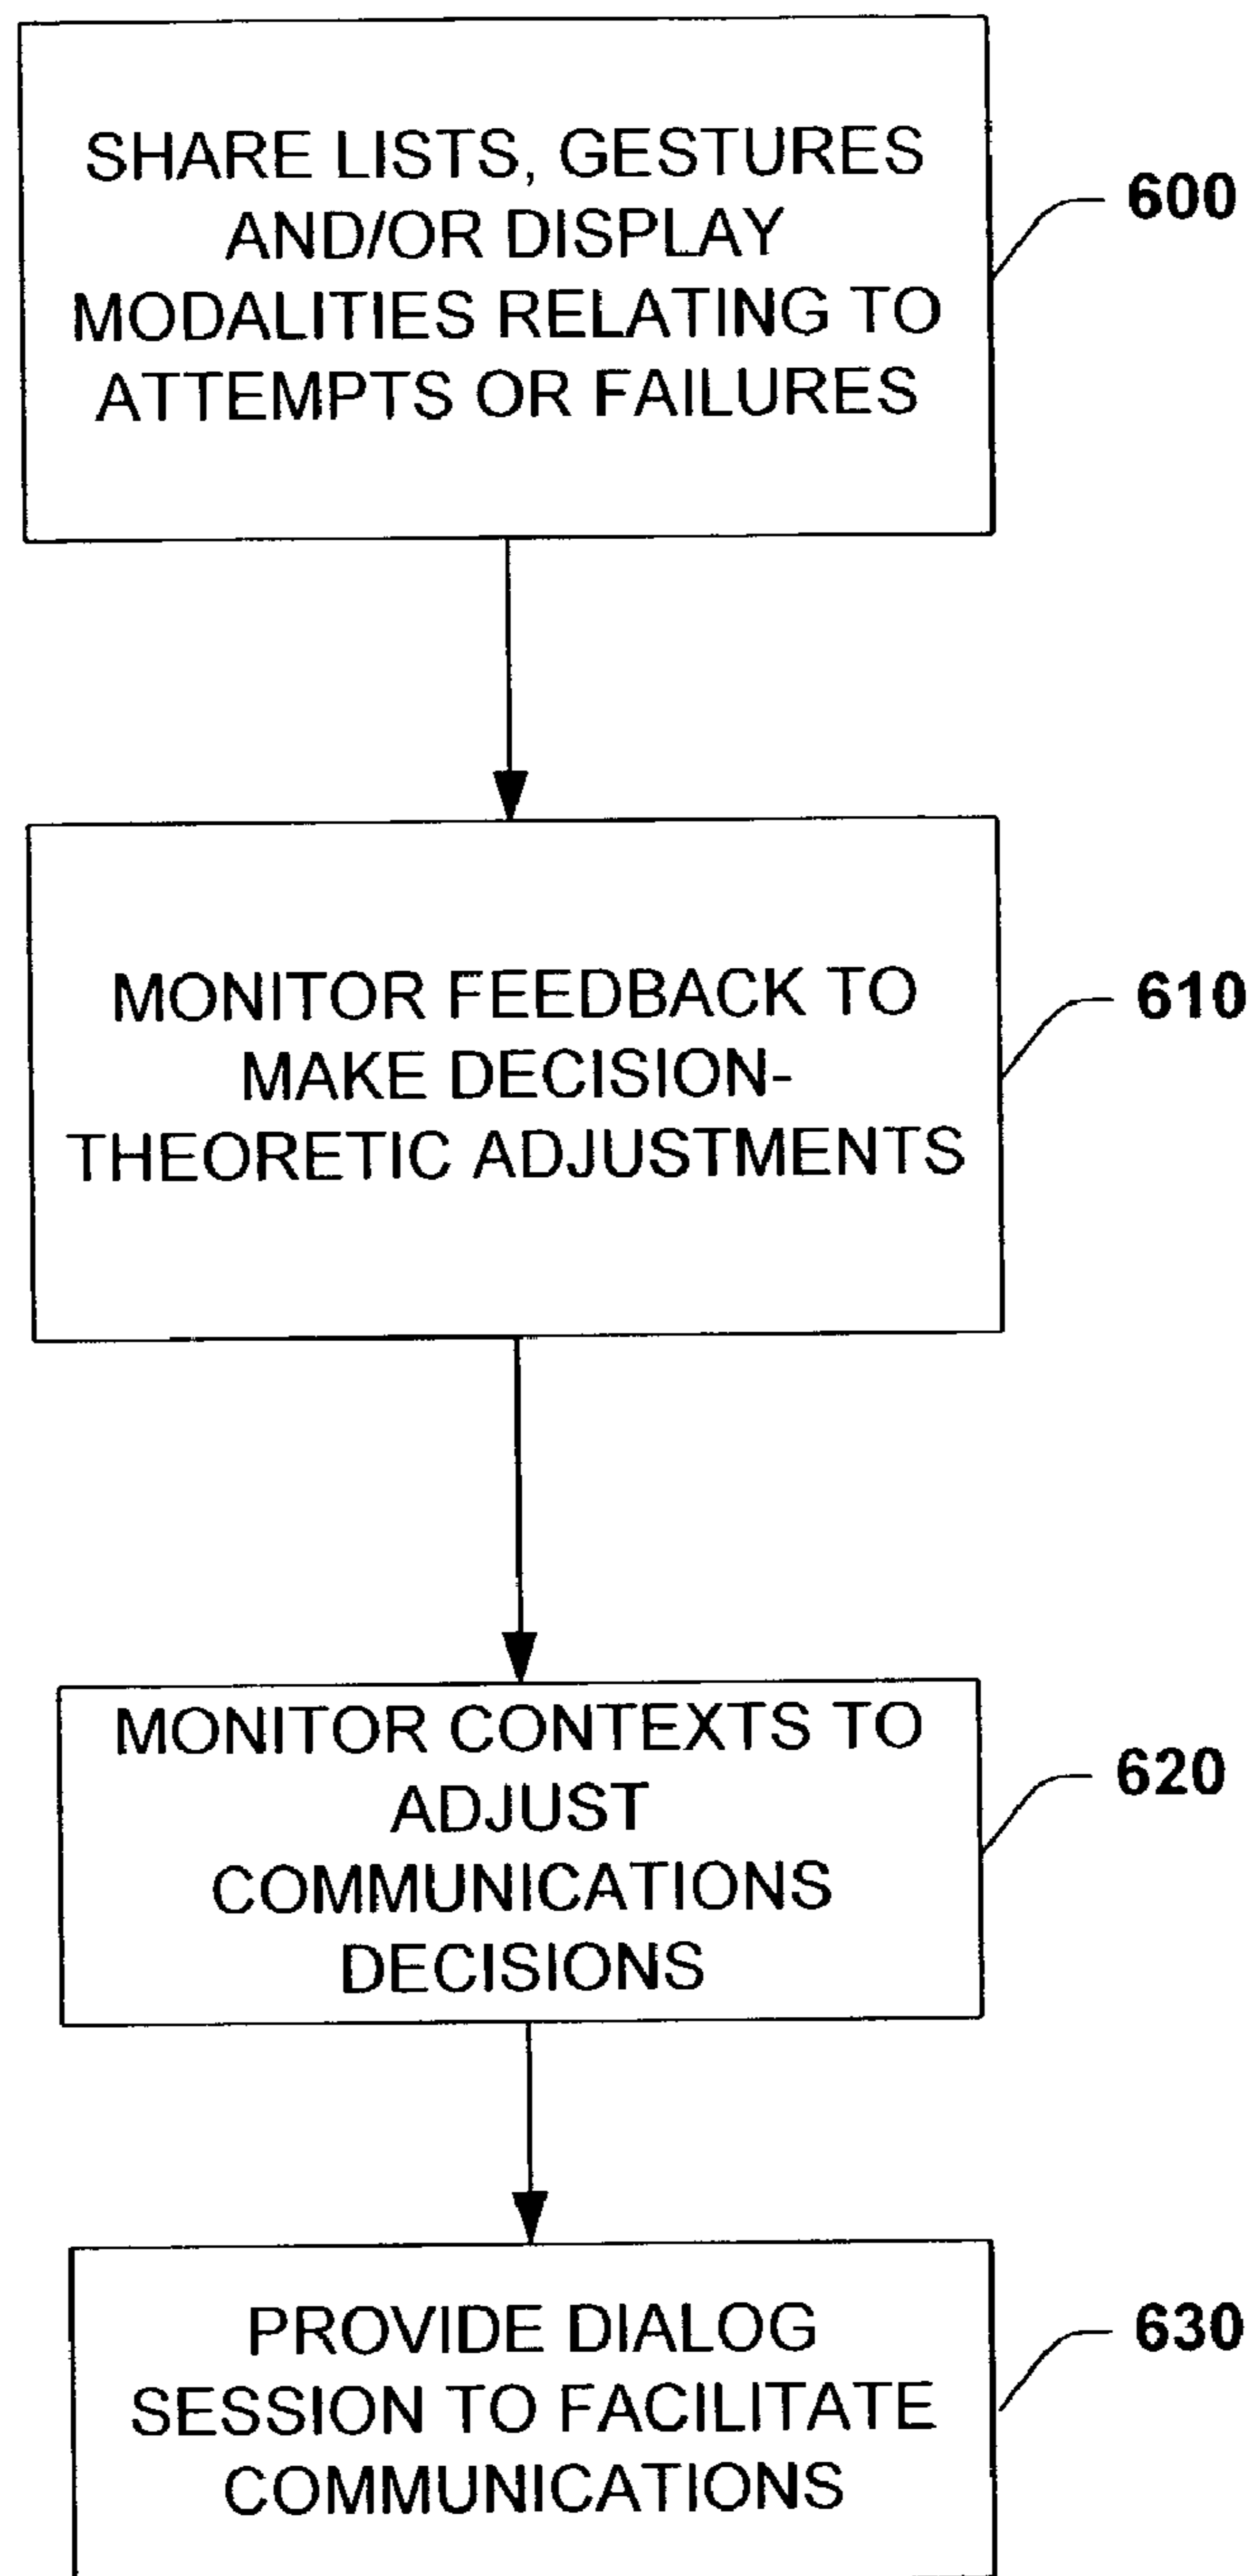 SHARE LISTS, GESTURES
AND/OR DISPLAY
MODALITIES RELATING TO
ATTEMPTS OR FAILURES
600
MONITOR FEEDBACK TO
MAKE DECISION-
THEORETIC ADJUSTMENTS
610
MONITOR CONTEXTS TO
ADJUST
COMMUNICATIONS
DECISIONS
620
PROVIDE DIALOG
SESSION TO FACILITATE
COMMUNICATIONS
630